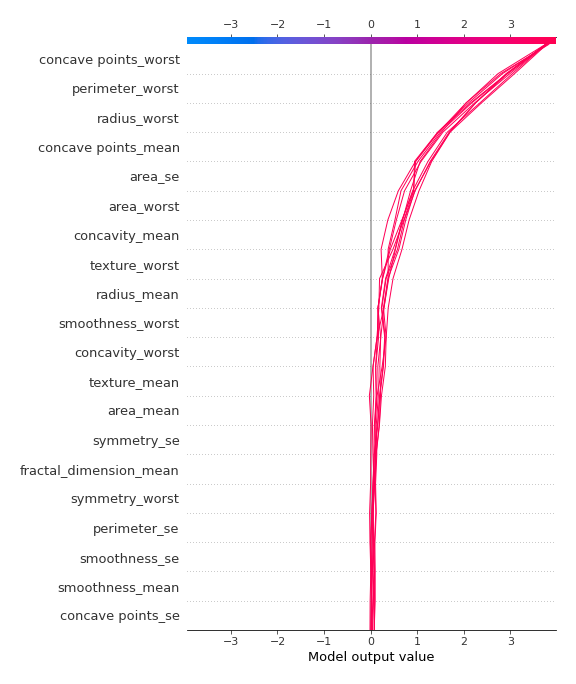 −3 −2 −1 0 1 2 3
concave points_worst
perimeter_worst
radius_worst
concave points_mean
area_se
area_worst
concavity_mean
texture_worst
radius_mean
smoothness_worst
concavity_worst
texture_mean
area_mean
symmetry_se
fractal_dimension_mean
symmetry_worst
perimeter_se
smoothness_se
smoothness_mean
concave points_se
−3 −2 −1 0 1 2 3
Model output value